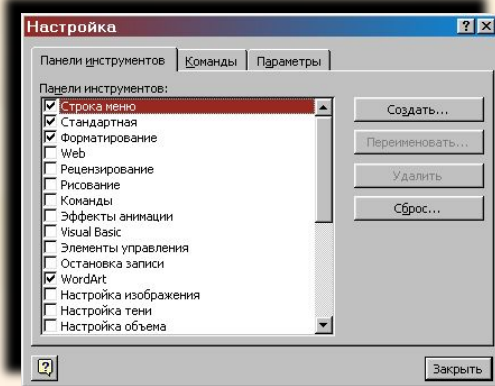 Настройка
Панели инструментов
Команды
Параметры
Панели инструментов:
Строка меню
Стандартная
Форматирование
Web
Рецензирование
Рисование
Команды
Эффекты анимации
Visual Basic
Элементы управления
Остановка записи
WordArt
Настройка изображения
Настройка тени
Настройка объема
Создать...
Переименовать...
Удалить
Сброс...
Закрыть